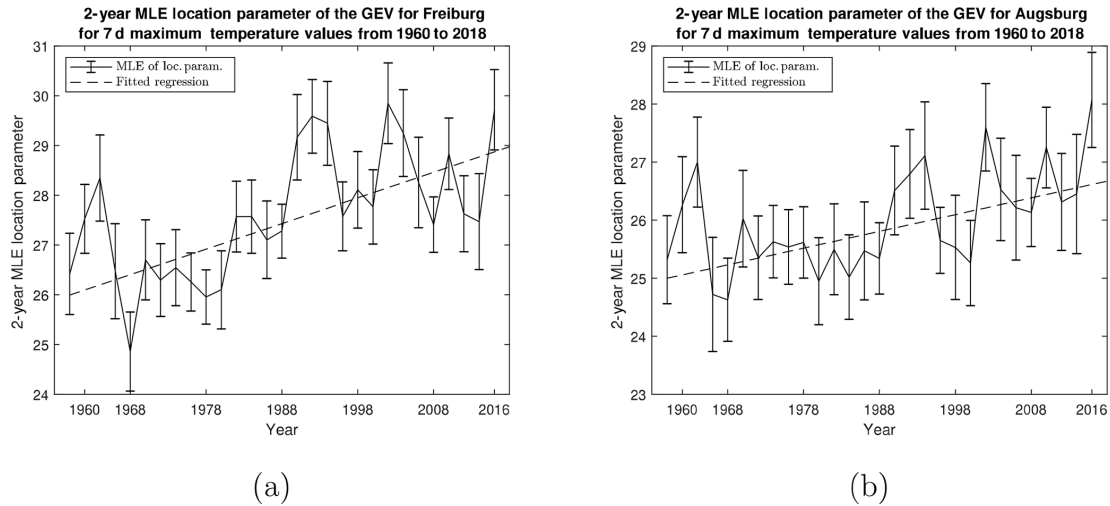 2-year MLE location parameter of the GEV for Freiburg
for 7 d maximum temperature values from 1960 to 2018
31
30
29
28
27
26
25
24
2-year MLE location parameter
MLE of loc. param.
Fitted regression
1960 1968 1978 1988 1998 2008 2016
Year
(a)
2-year MLE location parameter of the GEV for Augsburg
for 7 d maximum temperature values from 1960 to 2018
29
28
27
26
25
24
23
2-year MLE location parameter
MLE of loc. param.
Fitted regression
1960 1968 1978 1988 1998 2008 2016
Year
(b)